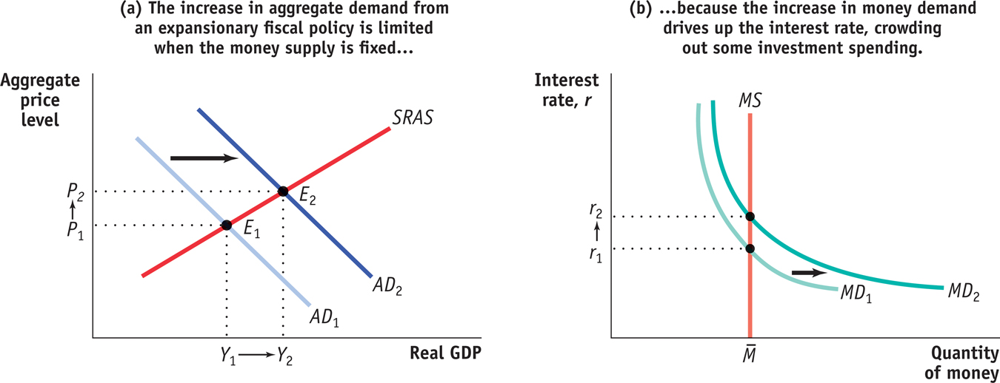 (a) The increase in aggregate demand from
an expansionary fiscal policy is limited
when the money supply is fixed…
Aggregate
price
level
SRAS
P₂
E₂
P₁
E₁
AD₂
AD₁
Y₁
Y₂
Real GDP
(b) …because the increase in money demand
drives up the interest rate, crowding
out some investment spending.
Interest
rate, r
MS
r₂
r₁
MD₁
MD₂
M̅
Quantity
of money